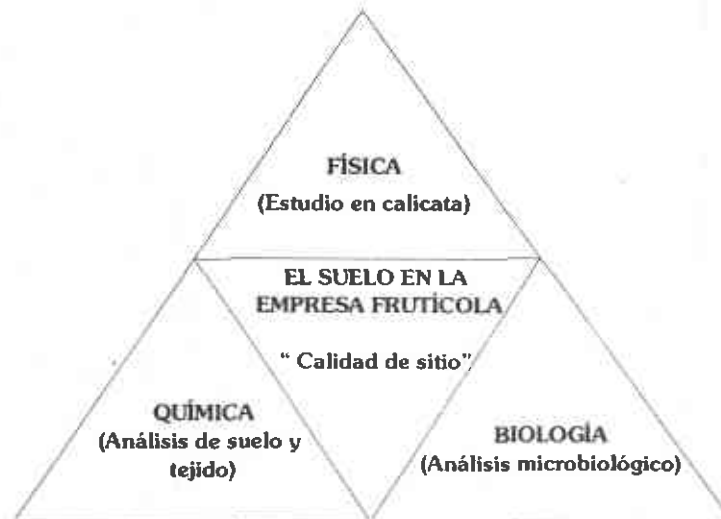 FÍSICA
(Estudio en calicata)
EL SUELO EN LA
EMPRESA FRUTÍCOLA
“ Calidad de sitio”
QUÍMICA
(Análisis de suelo y
tejido)
BIOLOGÍA
(Análisis microbiológico)